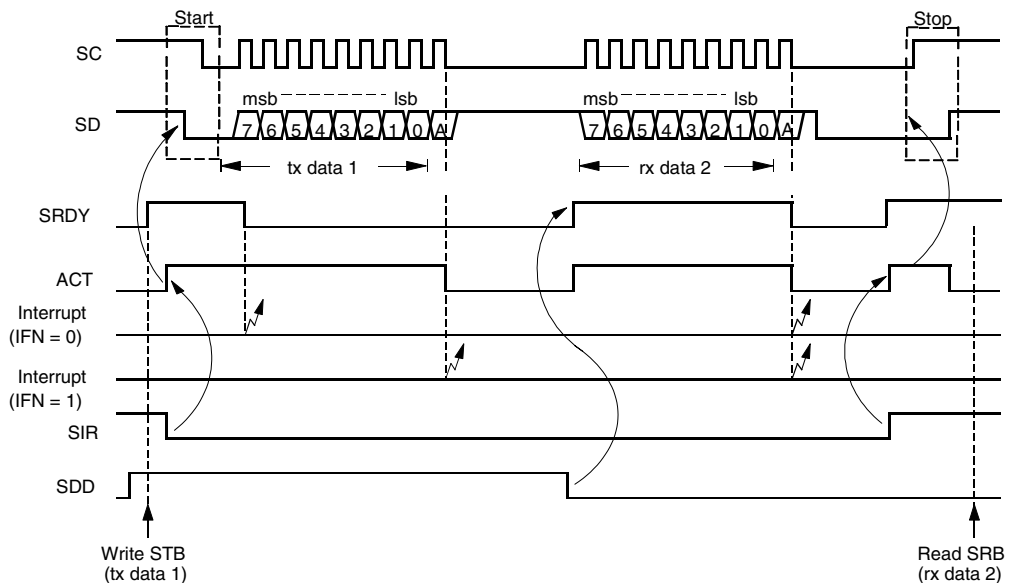 Start
Stop
SC
msb
lsb
msb
lsb
SD
7 6 5 4 3 2 1 0 A
7 6 5 4 3 2 1 0 A
tx data 1
rx data 2
SRDY
ACT
Interrupt
(IFN = 0)
Interrupt
(IFN = 1)
SIR
SDD
Write STB
(tx data 1)
Read SRB
(rx data 2)